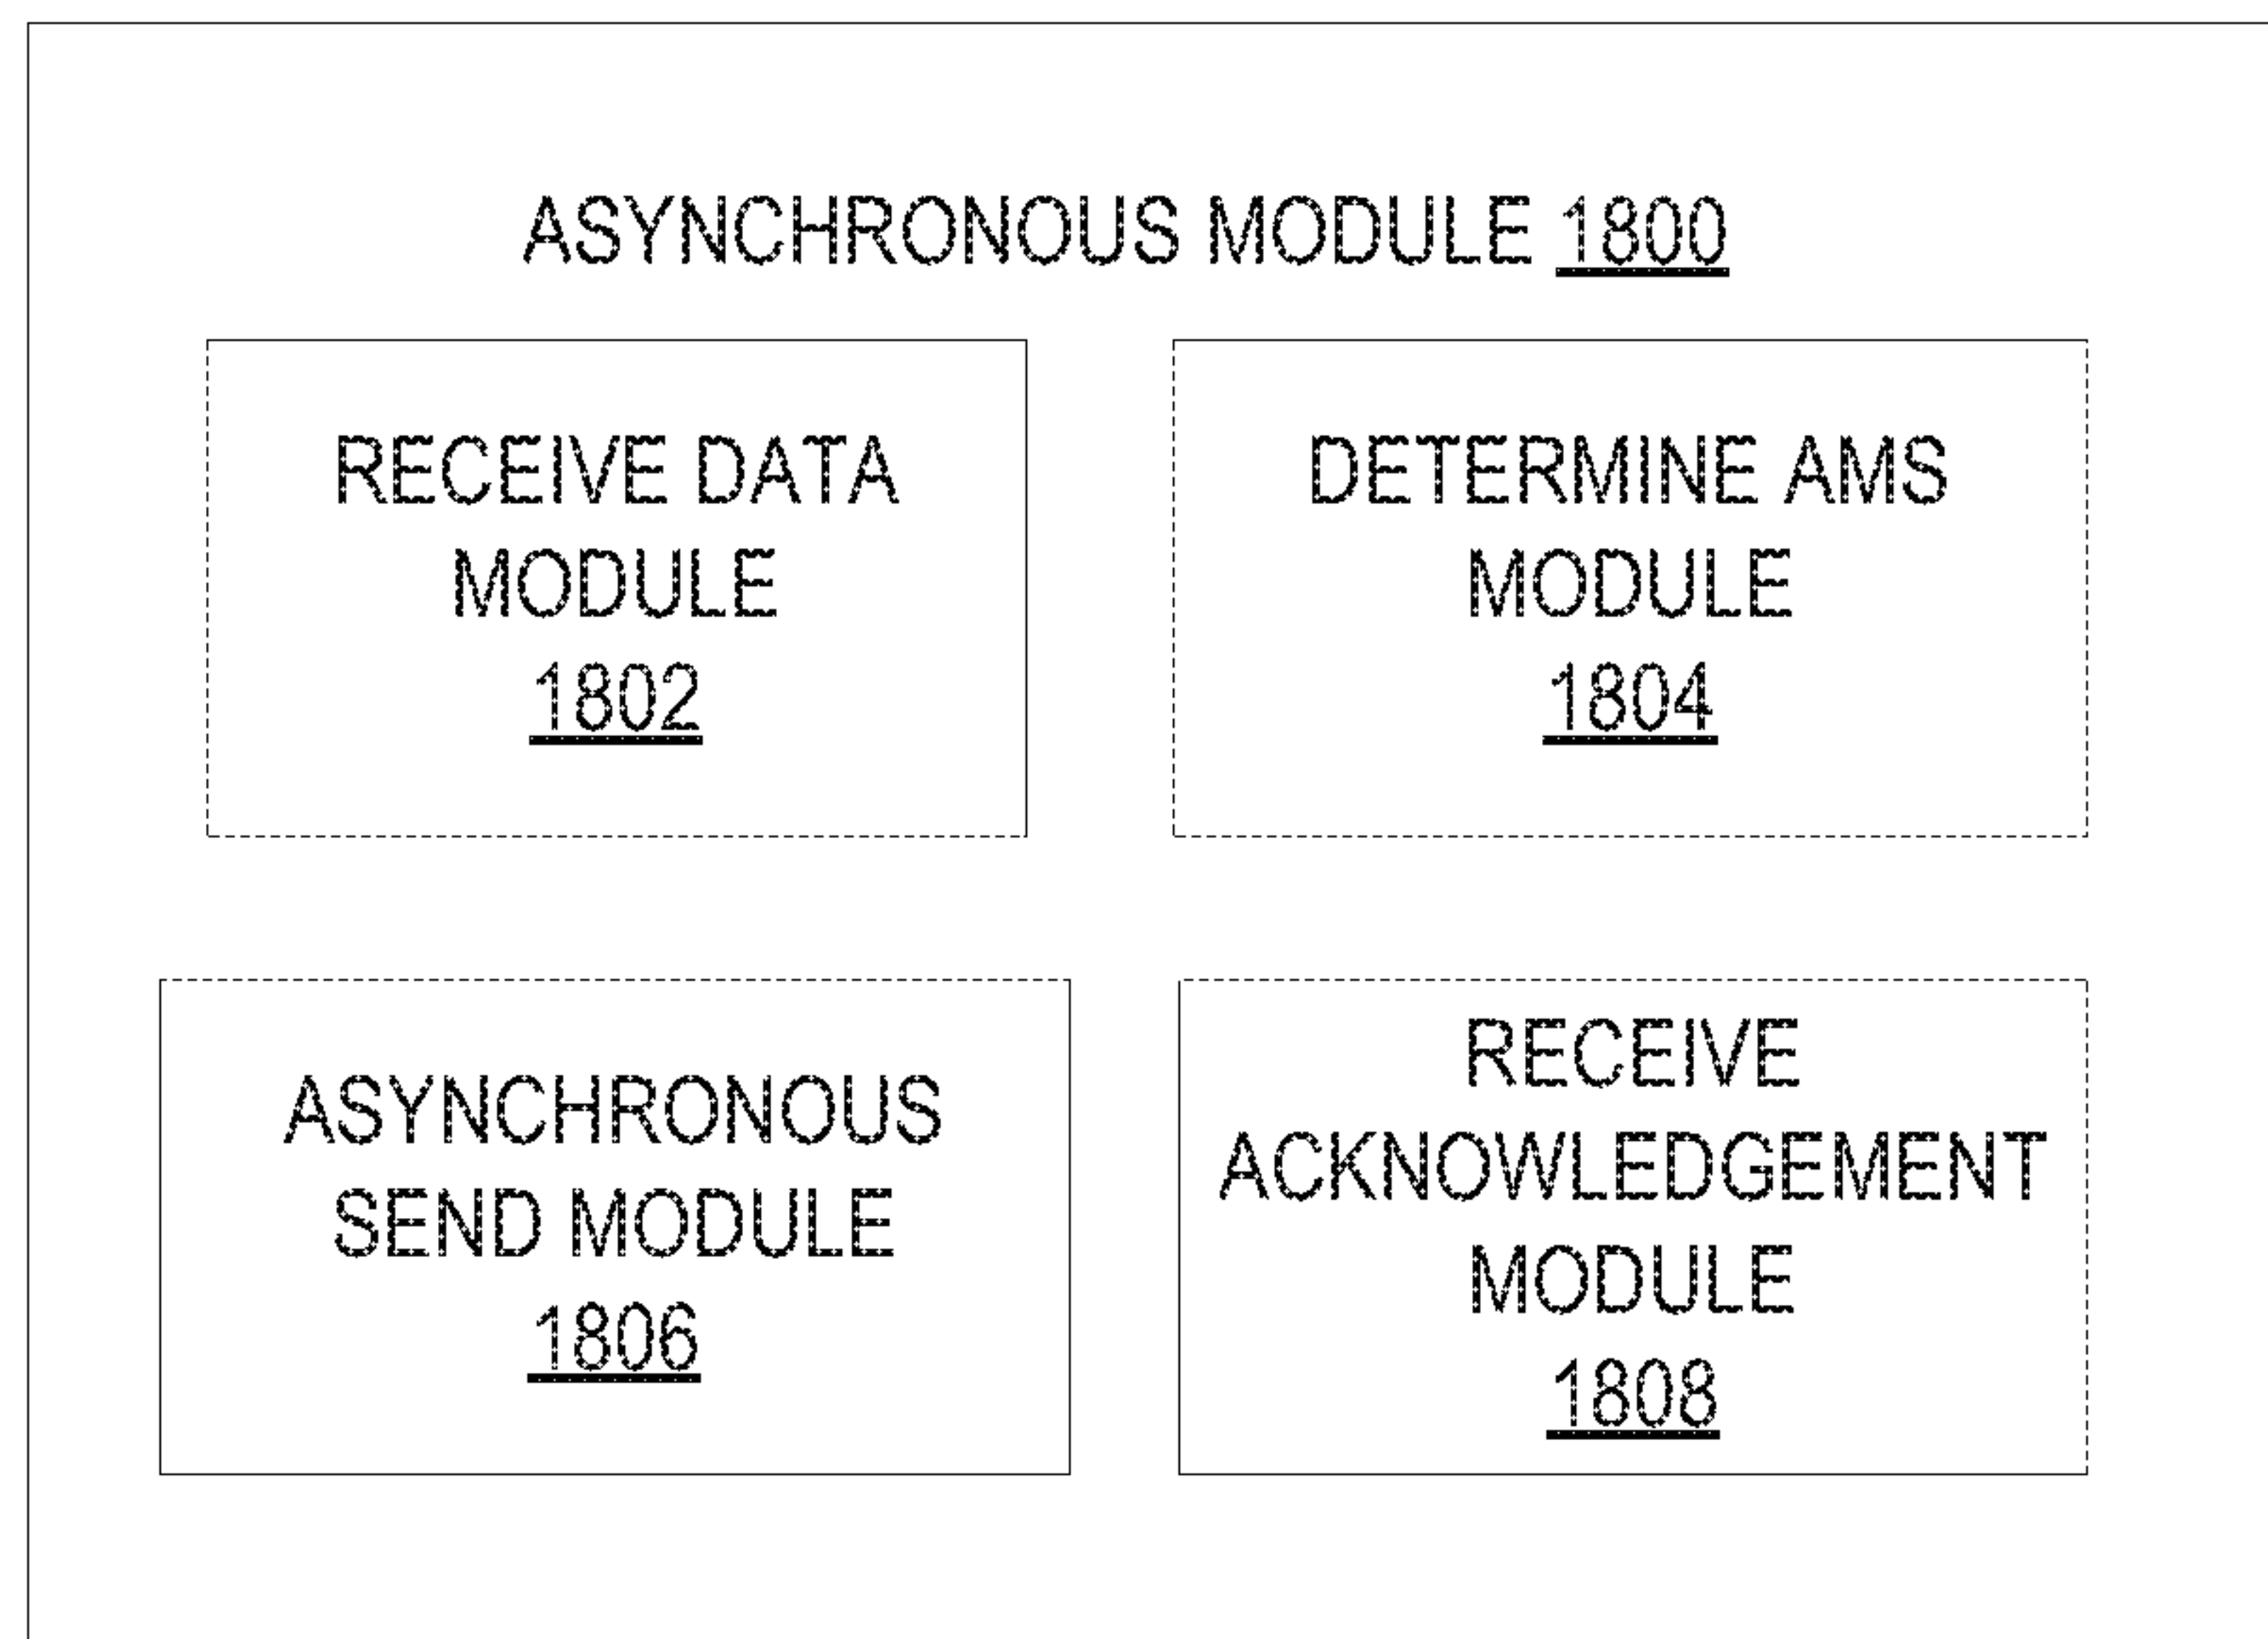 ASYNCHRONOUS MODULE 1800
RECEIVE DATA
MODULE
1802
DETERMINE AMS
MODULE
1804
ASYNCHRONOUS
SEND MODULE
1806
RECEIVE
ACKNOWLEDGEMENT
MODULE
1808